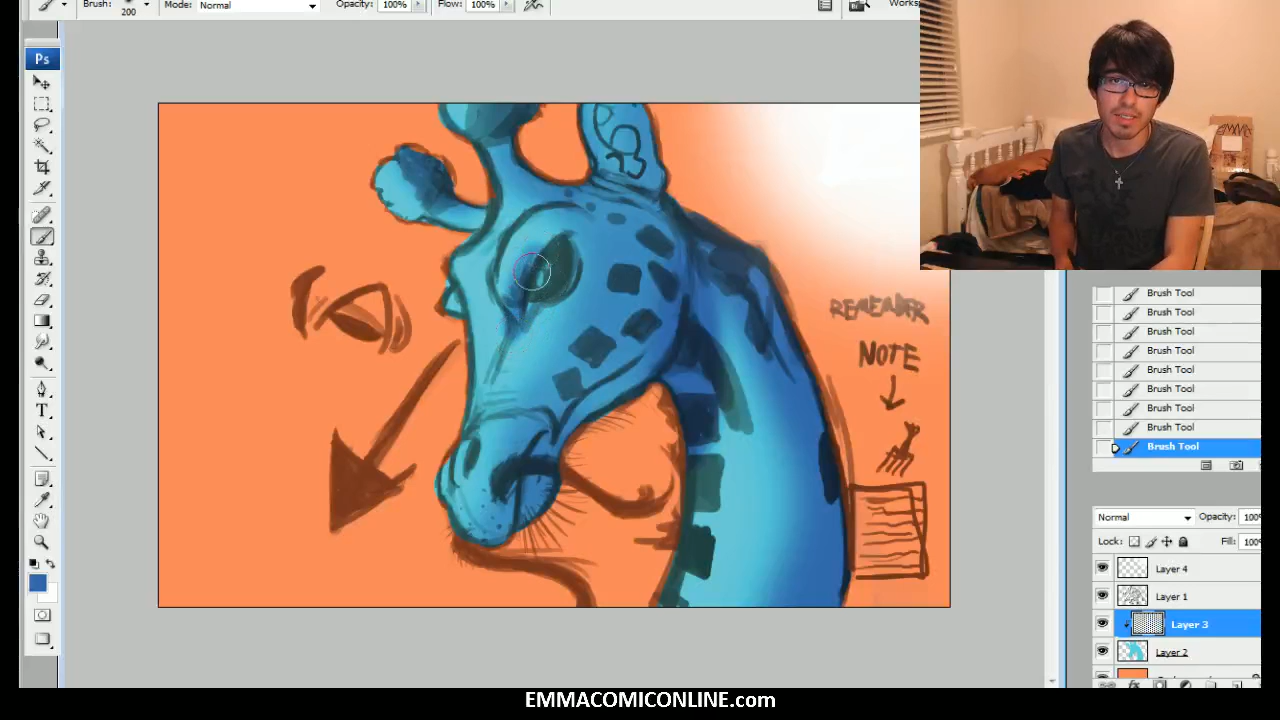 Brush:
200
Mode: Normal
Opacity: 100%
Flow: 100%
Ps
T
REMEMBER
NOTE
Brush Tool
Brush Tool
Brush Tool
Brush Tool
Brush Tool
Brush Tool
Brush Tool
Brush Tool
Brush Tool
Normal
Opacity:
Lock:
Fill:
Layer 4
Layer 1
Layer 3
Layer 2
EMMACOMICONLINE.com